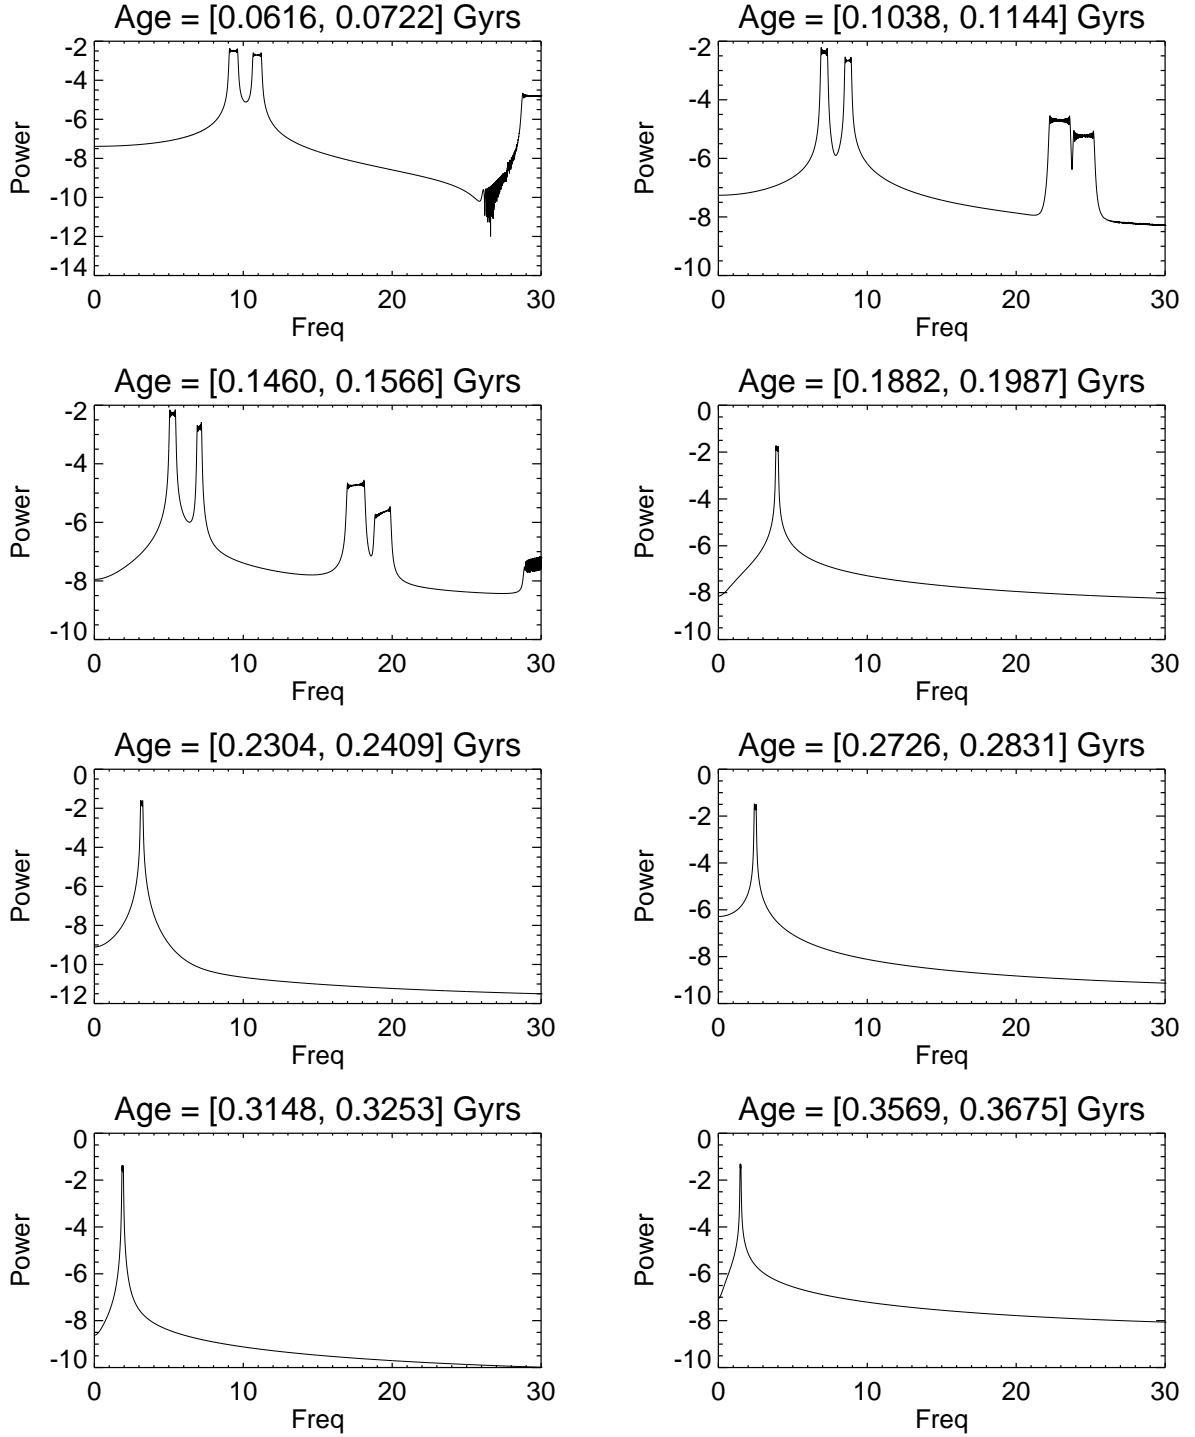 Age = [0.0616, 0.0722] Gyrs
Power
-2
-4
-6
-8
-10
-12
-14
0 10 20 30
Freq
Age = [0.1038, 0.1144] Gyrs
Power
-2
-4
-6
-8
-10
0 10 20 30
Freq
Age = [0.1460, 0.1566] Gyrs
Power
-2
-4
-6
-8
-10
0 10 20 30
Freq
Age = [0.1882, 0.1987] Gyrs
Power
0
-2
-4
-6
-8
-10
0 10 20 30
Freq
Age = [0.2304, 0.2409] Gyrs
Power
0
-2
-4
-6
-8
-10
-12
0 10 20 30
Freq
Age = [0.2726, 0.2831] Gyrs
Power
0
-2
-4
-6
-8
-10
0 10 20 30
Freq
Age = [0.3148, 0.3253] Gyrs
Power
0
-2
-4
-6
-8
-10
0 10 20 30
Freq
Age = [0.3569, 0.3675] Gyrs
Power
0
-2
-4
-6
-8
-10
0 10 20 30
Freq